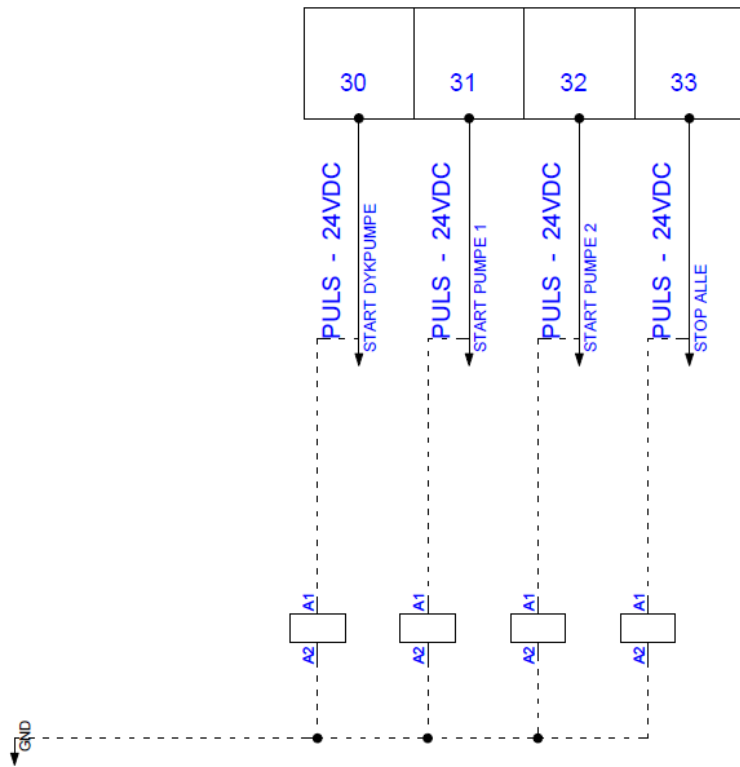 30
31
32
33
PULS - 24VDC
START DYKPUMPE
PULS - 24VDC
START PUMPE 1
PULS - 24VDC
START PUMPE 2
PULS - 24VDC
STOP ALLE
A1
A1
A1
A1
A2
A2
A2
A2
GND